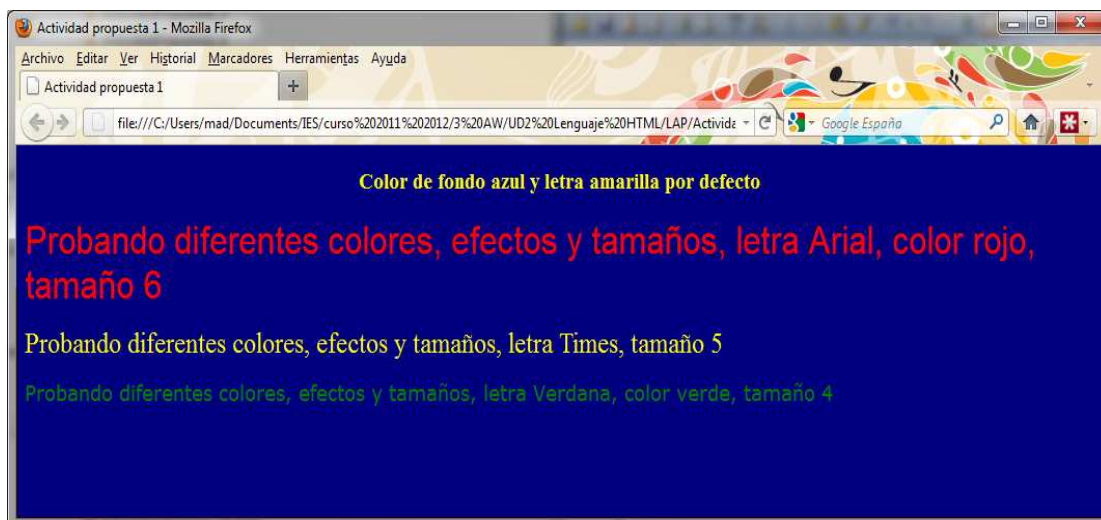 Actividad propuesta 1 - Mozilla Firefox
Archivo Editar Ver Historial Marcadores Herramientas Ayuda
Actividad propuesta 1
file:///C:/Users/mad/Documents/IES/curso%202011%202012/3%20AW/UD2%20Lenguaje%20HTML/LAP/Activida
Google España
Color de fondo azul y letra amarilla por defecto
Probando diferentes colores, efectos y tamaños, letra Arial, color rojo,
tamaño 6
Probando diferentes colores, efectos y tamaños, letra Times, tamaño 5
Probando diferentes colores, efectos y tamaños, letra Verdana, color verde, tamaño 4